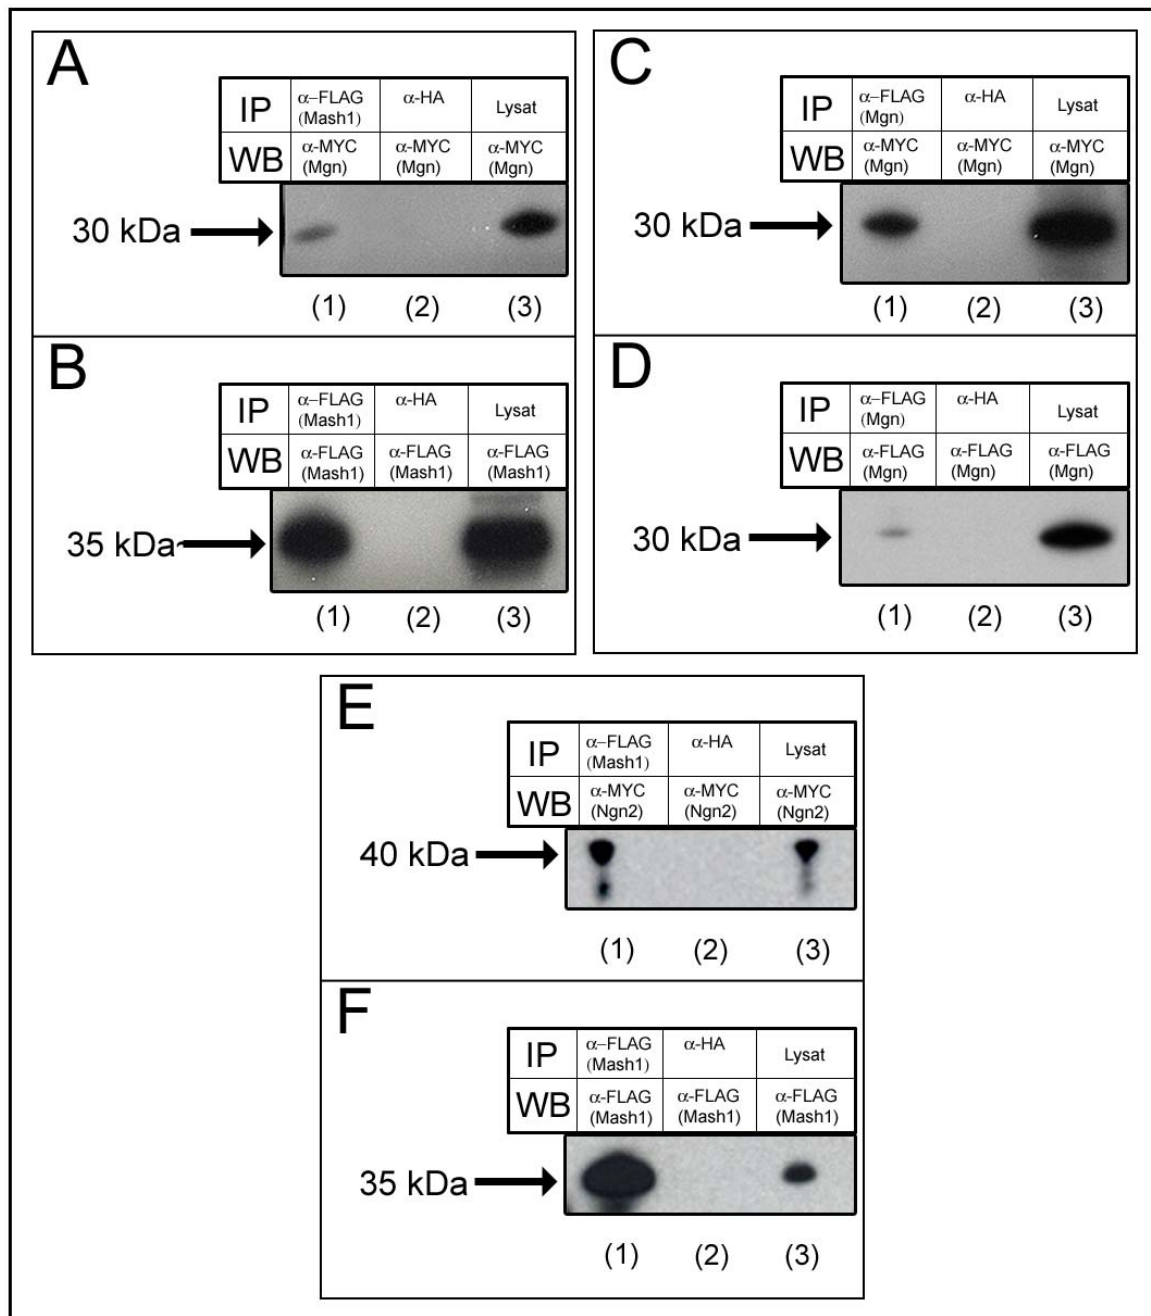 A
IP α–FLAG (Mash1) α-HA Lysat
WB α-MYC (Mgn) α-MYC (Mgn) α-MYC (Mgn)
30 kDa
(1) (2) (3)
B
IP α–FLAG (Mash1) α-HA Lysat
WB α-FLAG (Mash1) α-FLAG (Mash1) α-FLAG (Mash1)
35 kDa
(1) (2) (3)
C
IP α–FLAG (Mgn) α-HA Lysat
WB α-MYC (Mgn) α-MYC (Mgn) α-MYC (Mgn)
30 kDa
(1) (2) (3)
D
IP α–FLAG (Mgn) α-HA Lysat
WB α-FLAG (Mgn) α-FLAG (Mgn) α-FLAG (Mgn)
30 kDa
(1) (2) (3)
E
IP α–FLAG (Mash1) α-HA Lysat
WB α-MYC (Ngn2) α-MYC (Ngn2) α-MYC (Ngn2)
40 kDa
(1) (2) (3)
F
IP α–FLAG (Mash1) α-HA Lysat
WB α-FLAG (Mash1) α-FLAG (Mash1) α-FLAG (Mash1)
35 kDa
(1) (2) (3)